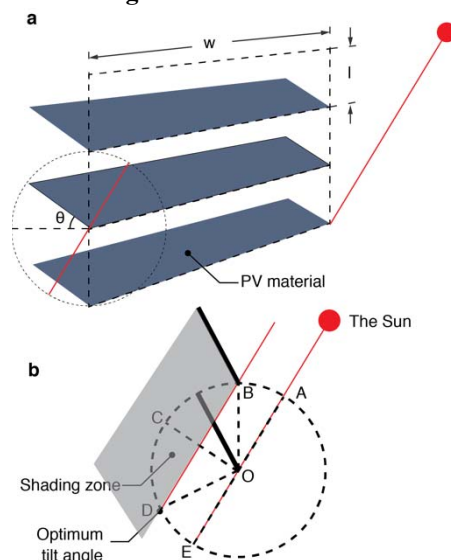 a
w
l
θ
PV material
The Sun
b
B
A
C
O
Shading zone
D
Optimum
tilt angle
E